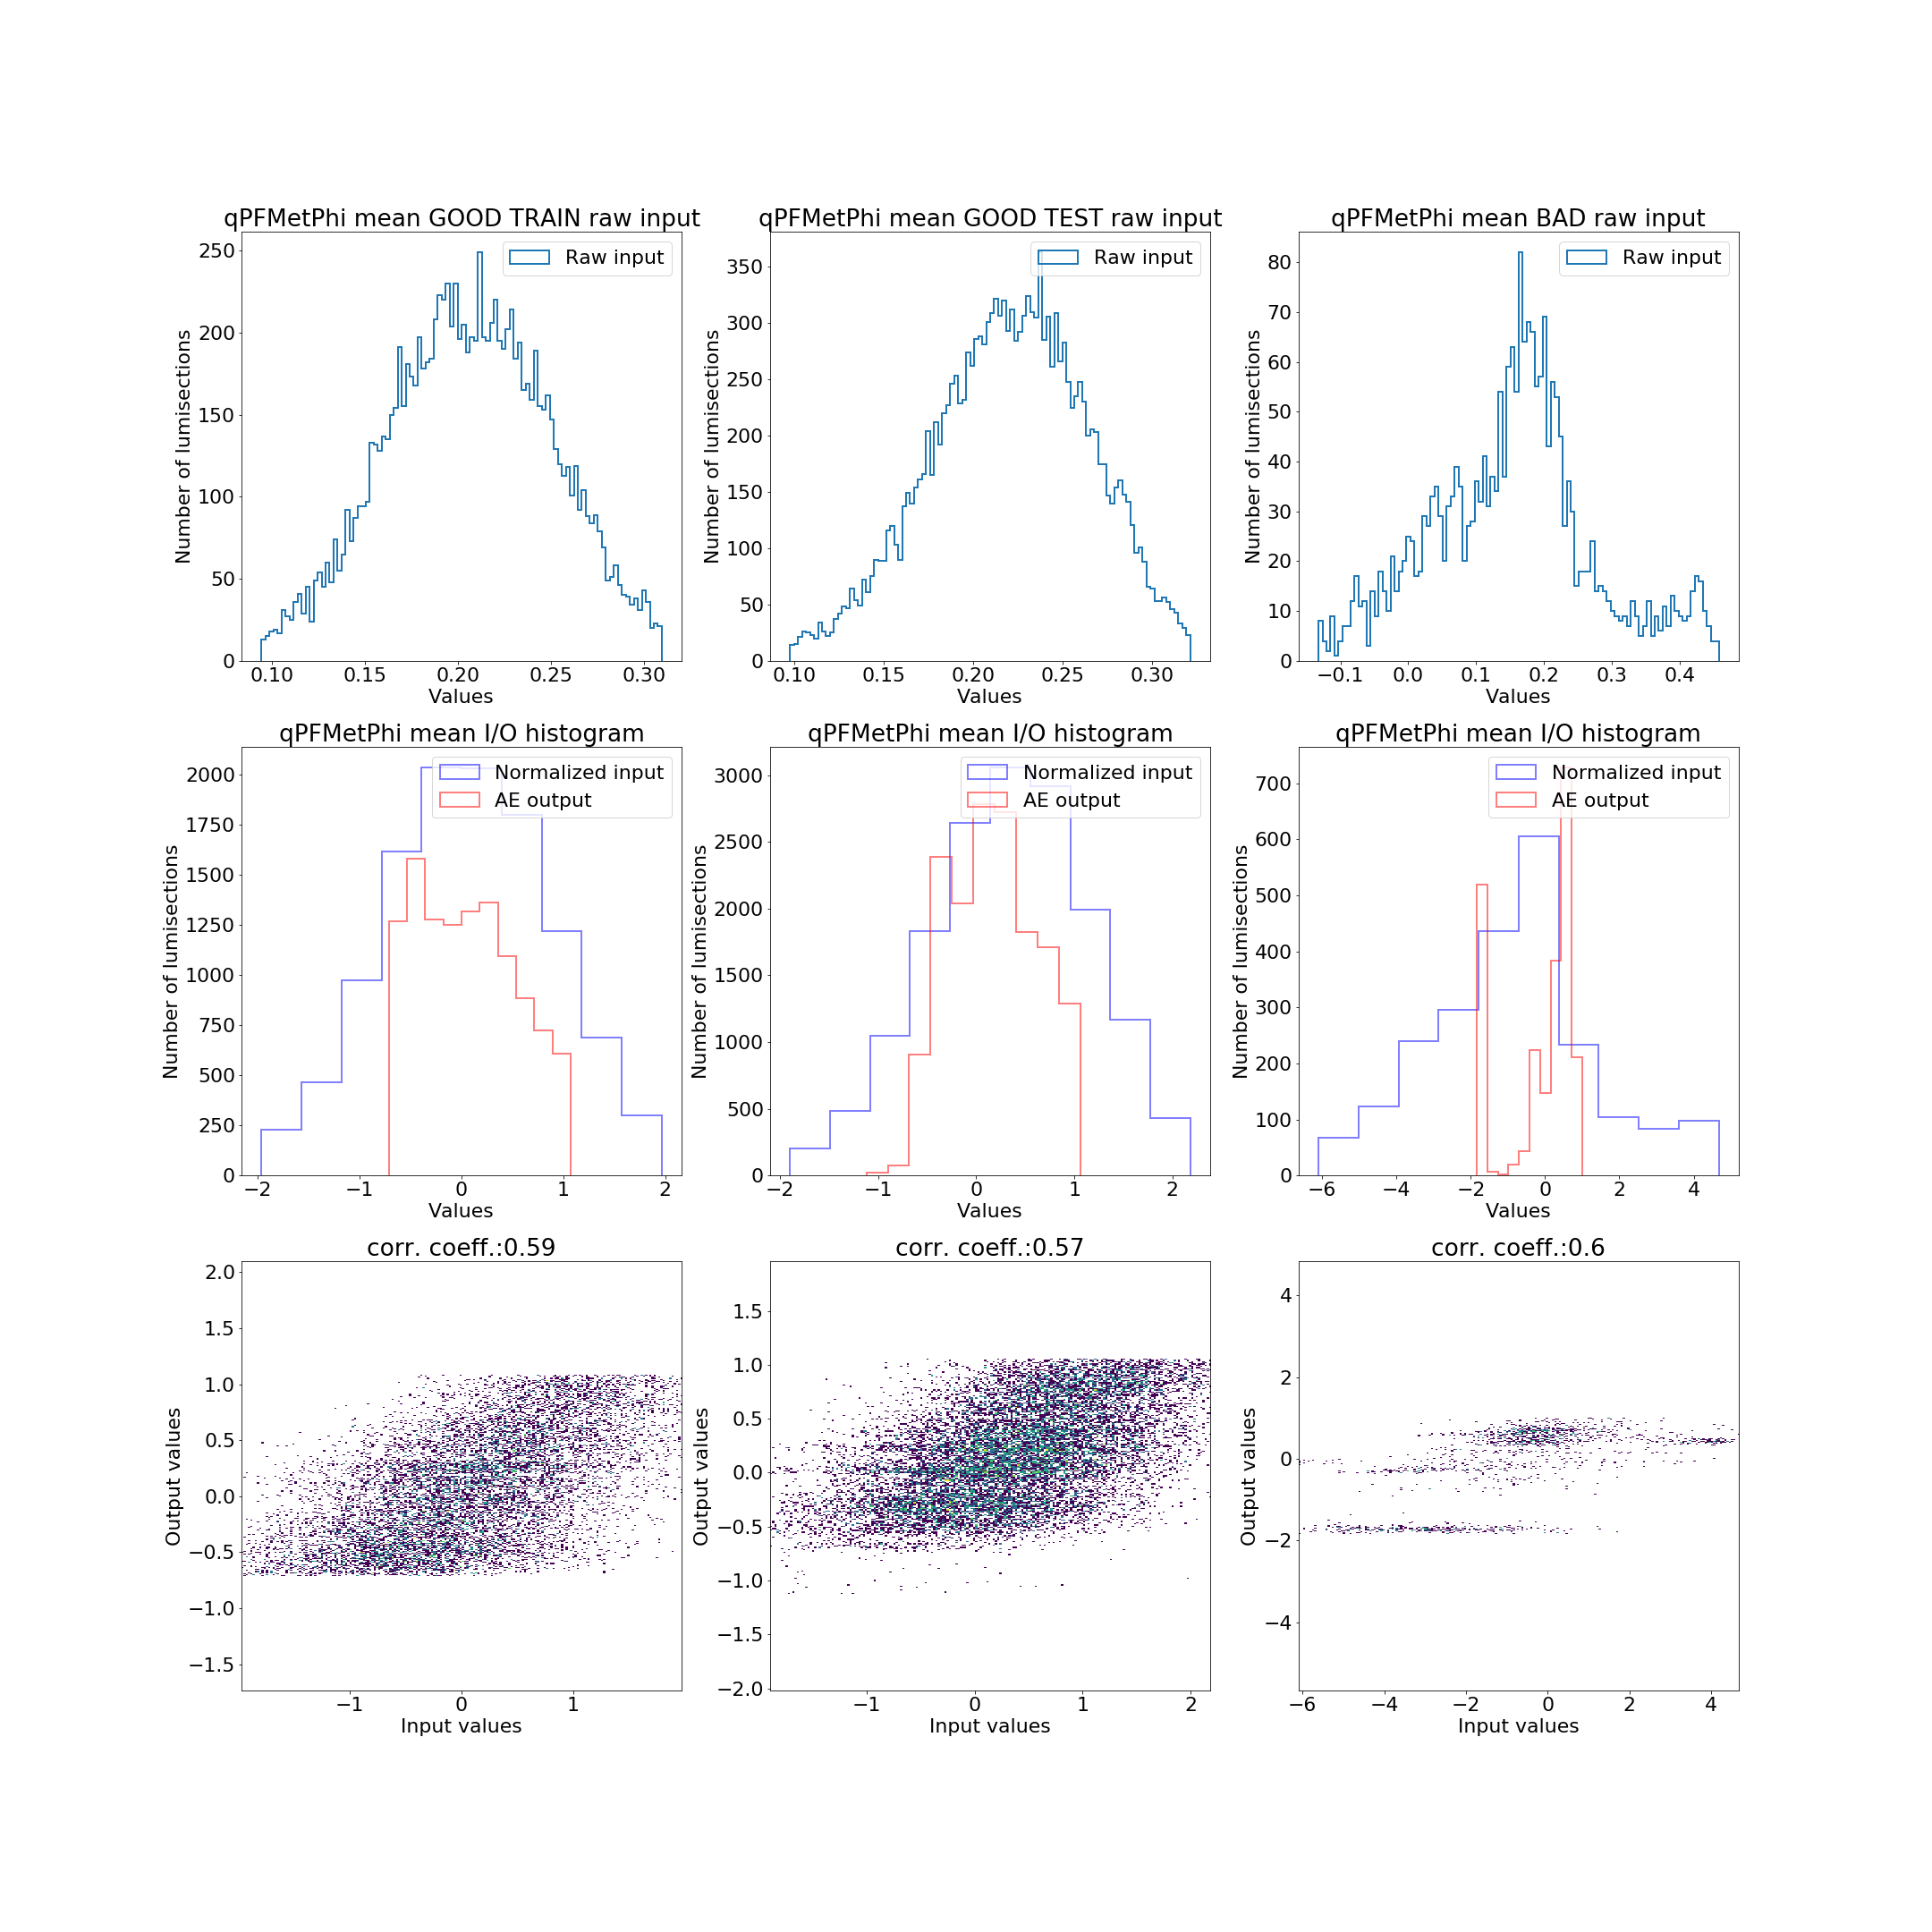 qPFMetPhi mean GOOD TRAIN raw input
Raw input
250
200
150
100
50
0
Number of lumisections
0.10 0.15 0.20 0.25 0.30
Values
qPFMetPhi mean GOOD TEST raw input
Raw input
350
300
250
200
150
100
50
0
Number of lumisections
0.10 0.15 0.20 0.25 0.30
Values
qPFMetPhi mean BAD raw input
Raw input
80
70
60
50
40
30
20
10
0
Number of lumisections
−0.1 0.0 0.1 0.2 0.3 0.4
Values
qPFMetPhi mean I/O histogram
Normalized input
AE output
2000
1750
1500
1250
1000
750
500
250
0
Number of lumisections
−2 −1 0 1 2
Values
qPFMetPhi mean I/O histogram
Normalized input
AE output
3000
2500
2000
1500
1000
500
0
Number of lumisections
−2 −1 0 1 2
Values
qPFMetPhi mean I/O histogram
Normalized input
AE output
700
600
500
400
300
200
100
0
Number of lumisections
−6 −4 −2 0 2 4
Values
corr. coeff.:0.59
2.0
1.5
1.0
0.5
0.0
−0.5
−1.0
−1.5
Output values
−1 0 1
Input values
corr. coeff.:0.57
1.5
1.0
0.5
0.0
−0.5
−1.0
−1.5
−2.0
Output values
−1 0 1 2
Input values
corr. coeff.:0.6
4
2
0
−2
−4
Output values
−6 −4 −2 0 2 4
Input values